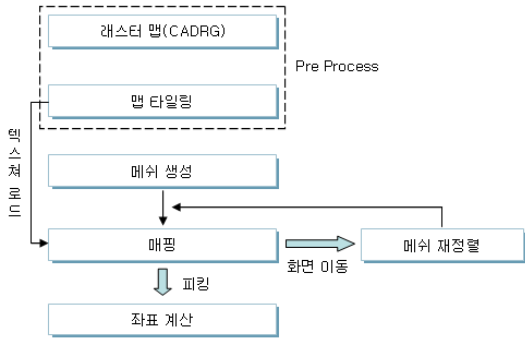 래스터 맵(CADRG)
Pre Process
맵 타일링
텍스쳐 로드
메쉬 생성
매핑
화면 이동
메쉬 재정렬
피킹
좌표 계산